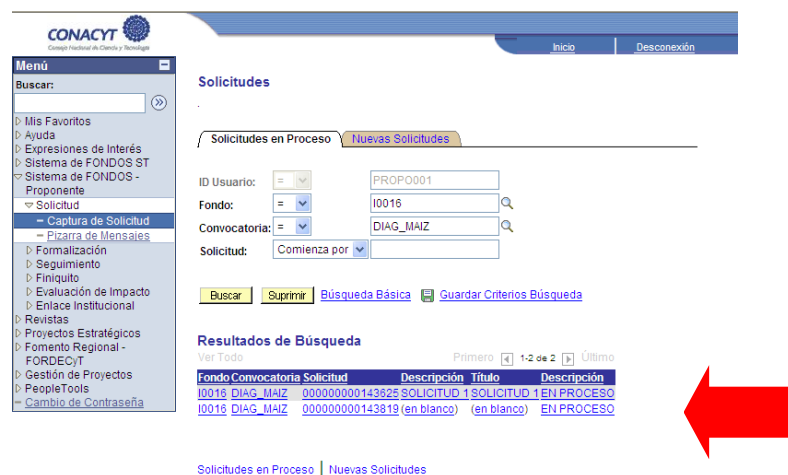 CONACYT
Consejo Nacional de Ciencia y Tecnología
Inicio Desconexión
Menú
Buscar:
Mis Favoritos
Ayuda
Expresiones de Interés
Sistema de FONDOS ST
Sistema de FONDOS -
Proponente
Solicitud
Captura de Solicitud
Pizarra de Mensajes
Formalización
Seguimiento
Finiquito
Evaluación de Impacto
Enlace Institucional
Revistas
Proyectos Estratégicos
Fomento Regional -
FORDECyT
Gestión de Proyectos
PeopleTools
Cambio de Contraseña
Solicitudes
.
Solicitudes en Proceso Nuevas Solicitudes
ID Usuario: = PROPO001
Fondo: = I0016
Convocatoria: = DIAG_MAIZ
Solicitud: Comienza por
Buscar Suprimir Búsqueda Básica Guardar Criterios Búsqueda
Resultados de Búsqueda
Ver Todo Primero 1-2 de 2 Último
Fondo Convocatoria Solicitud Descripción Título Descripción
I0016 DIAG_MAIZ 000000000143625 SOLICITUD 1 SOLICITUD 1 EN PROCESO
I0016 DIAG_MAIZ 000000000143819 (en blanco) (en blanco) EN PROCESO
Solicitudes en Proceso | Nuevas Solicitudes